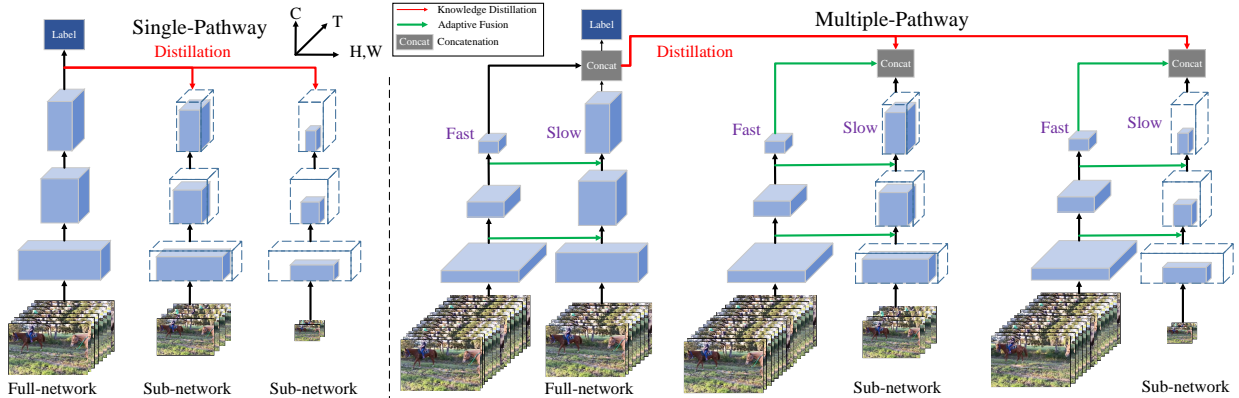 Label
Single-Pathway
C
T
H,W
Distillation
Full-network
Sub-network
Sub-network
Knowledge Distillation
Adaptive Fusion
Concat
Concatenation
Label
Multiple-Pathway
Concat
Distillation
Concat
Concat
Fast
Slow
Fast
Slow
Fast
Slow
Full-network
Sub-network
Sub-network